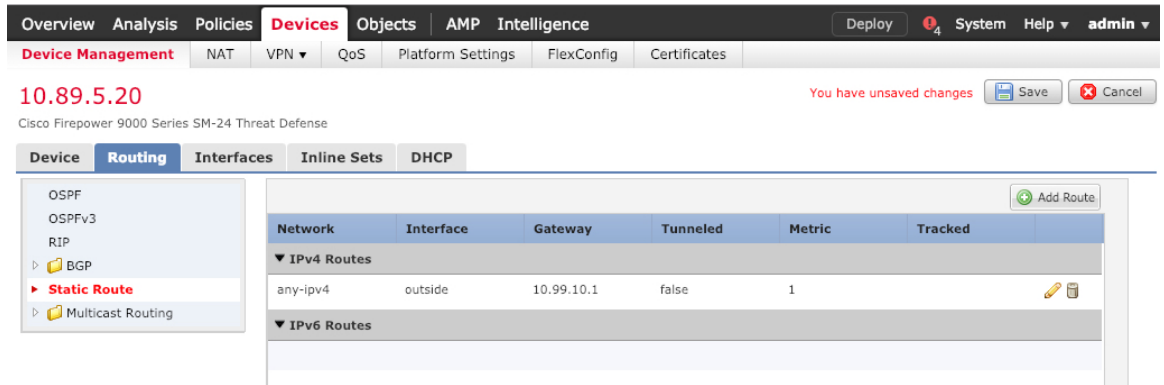 Overview Analysis Policies Devices Objects AMP Intelligence Deploy 4 System Help admin
Device Management NAT VPN QoS Platform Settings FlexConfig Certificates
10.89.5.20
You have unsaved changes Save Cancel
Cisco Firepower 9000 Series SM-24 Threat Defense
Device Routing Interfaces Inline Sets DHCP
OSPF
OSPFv3
RIP
BGP
Static Route
Multicast Routing
Add Route
Network Interface Gateway Tunneled Metric Tracked
IPv4 Routes
any-ipv4 outside 10.99.10.1 false 1
IPv6 Routes